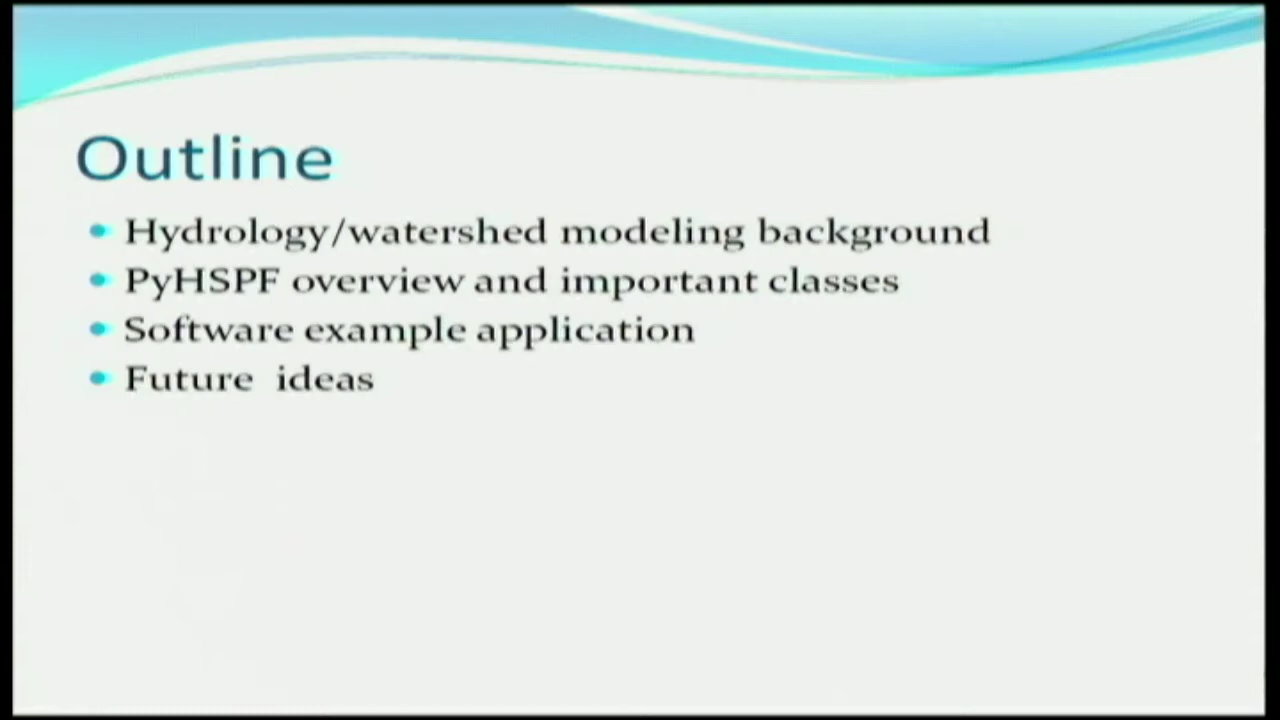 Outline
Hydrology/watershed modeling background
PyHSPF overview and important classes
Software example application
Future ideas